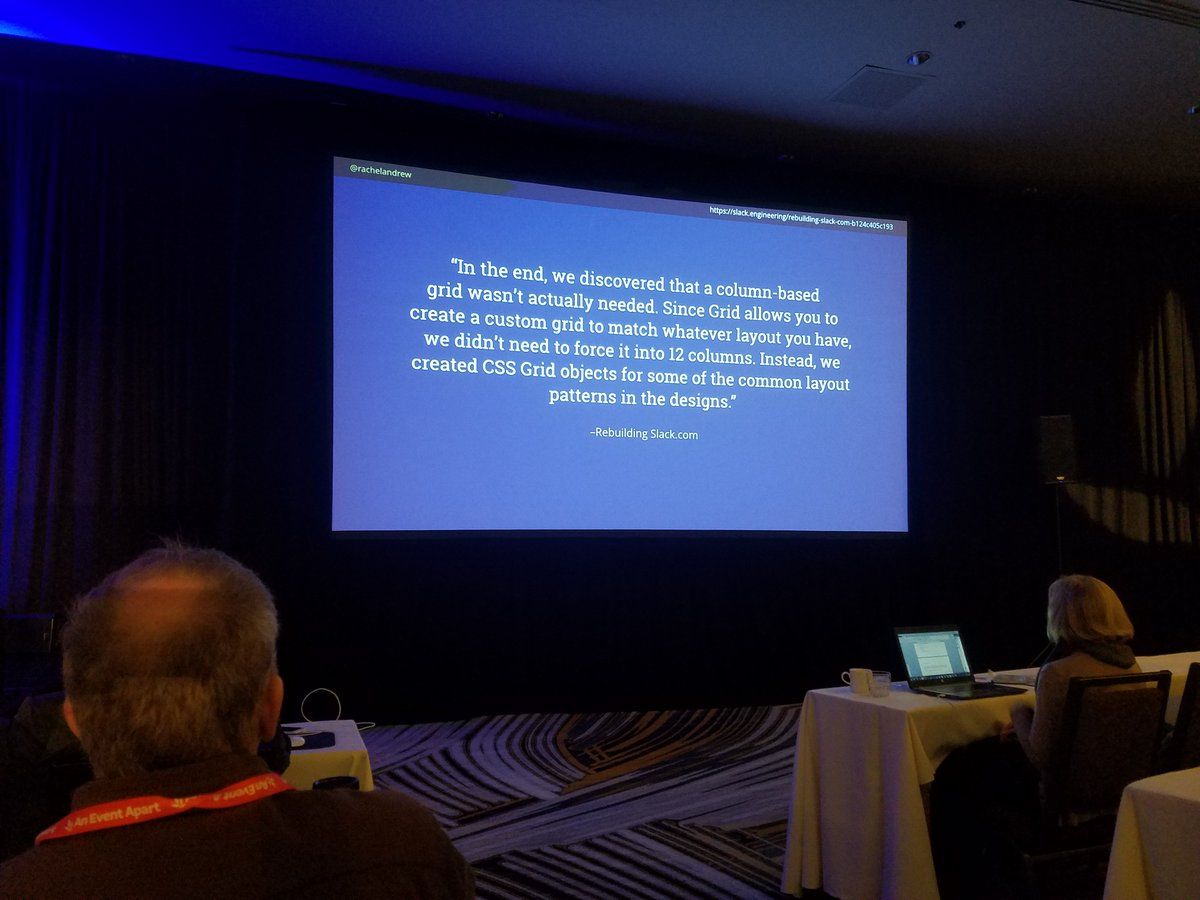 @rachelandrew
https://slack.engineering/rebuilding-slack-com-b124c405c193
“In the end, we discovered that a column-based
grid wasn’t actually needed. Since Grid allows you to
create a custom grid to match whatever layout you have,
we didn’t need to force it into 12 columns. Instead, we
created CSS Grid objects for some of the common layout
patterns in the designs.”
–Rebuilding Slack.com
An Event Apart
An Event Apart